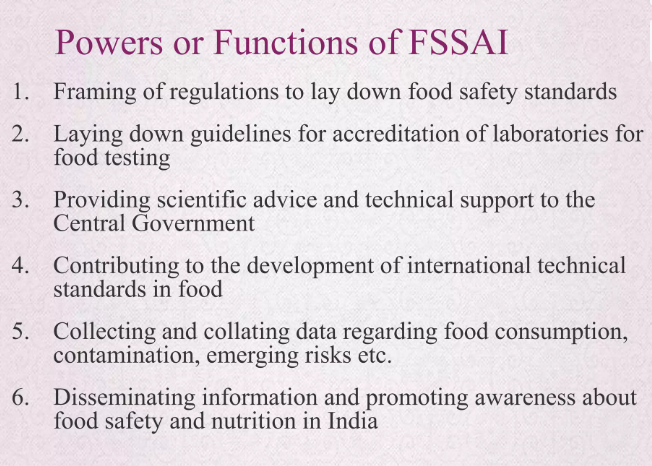 Powers or Functions of FSSAI
1. Framing of regulations to lay down food safety standards
2. Laying down guidelines for accreditation of laboratories for
food testing
3. Providing scientific advice and technical support to the
Central Government
4. Contributing to the development of international technical
standards in food
5. Collecting and collating data regarding food consumption,
contamination, emerging risks etc.
6. Disseminating information and promoting awareness about
food safety and nutrition in India